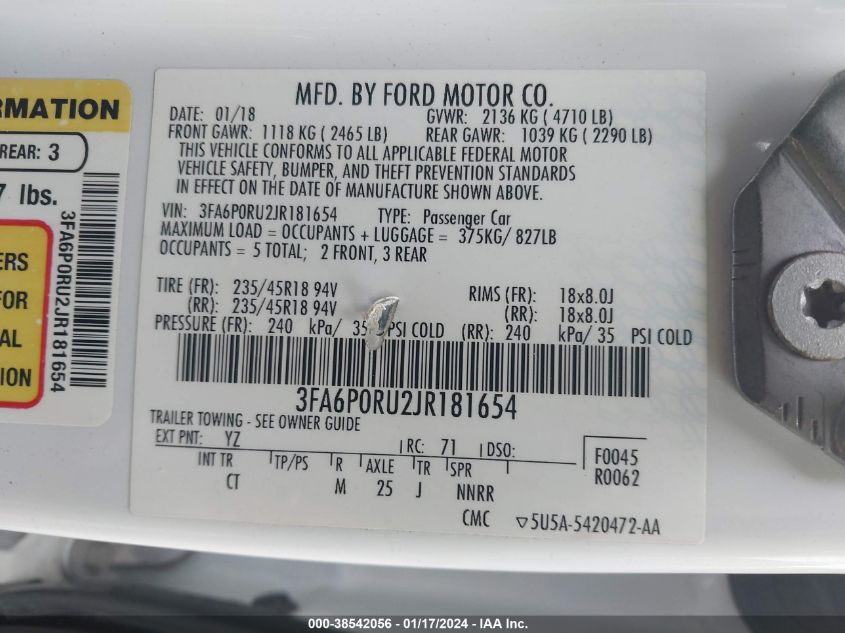 RMATION
REAR: 3
7 lbs.
ERS
FOR
AL
ION
3FA6P0RU2JR181654
MFD. BY FORD MOTOR CO.
DATE: 01/18 GVWR: 2136 KG ( 4710 LB)
FRONT GAWR: 1118 KG ( 2465 LB) REAR GAWR: 1039 KG ( 2290 LB)
THIS VEHICLE CONFORMS TO ALL APPLICABLE FEDERAL MOTOR
VEHICLE SAFETY, BUMPER, AND THEFT PREVENTION STANDARDS
IN EFFECT ON THE DATE OF MANUFACTURE SHOWN ABOVE.
VIN: 3FA6P0RU2JR181654 TYPE: Passenger Car
MAXIMUM LOAD = OCCUPANTS + LUGGAGE = 375KG/ 827LB
OCCUPANTS = 5 TOTAL; 2 FRONT, 3 REAR
TIRE (FR): 235/45R18 94V RIMS (FR): 18x8.0J
(RR): 235/45R18 94V (RR): 18x8.0J
PRESSURE (FR): 240 kPa/ 35 PSI COLD (RR): 240 kPa/ 35 PSI COLD
3FA6P0RU2JR181654
TRAILER TOWING - SEE OWNER GUIDE
EXT PNT: YZ RC: 71 DSO:
F0045
R0062
INT TR TP/PS R AXLE TR SPR
CT M 25 J NNRR
CMC ▽5U5A-5420472-AA
000-38542056 - 01/17/2024 - IAAI Inc.